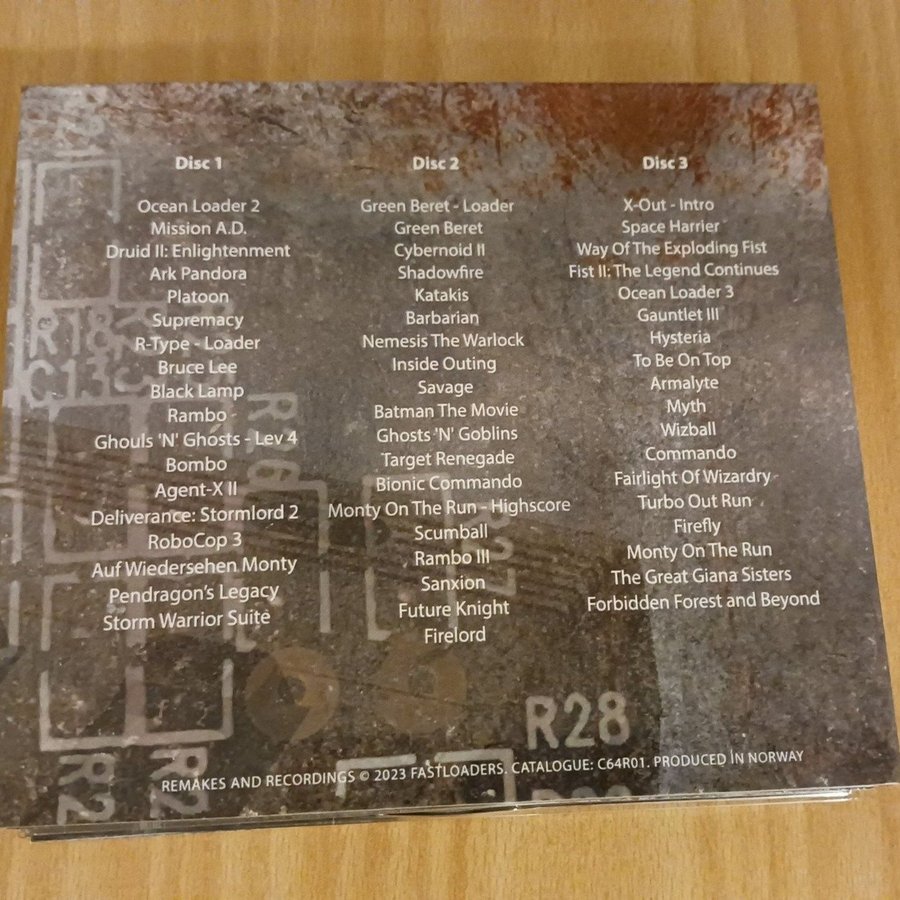 Disc 1
Ocean Loader 2
Mission A.D.
Druid II: Enlightenment
Ark Pandora
Platoon
Supremacy
R-Type - Loader
Bruce Lee
Black Lamp
Rambo
Ghouls 'N' Ghosts - Lev 4
Bombo
Agent-X II
Deliverance: Stormlord 2
RoboCop 3
Auf Wiedersehen Monty
Pendragon's Legacy
Storm Warrior Suite
Disc 2
Green Beret - Loader
Green Beret
Cybernoid II
Shadowfire
Katakis
Barbarian
Nemesis The Warlock
Inside Outing
Savage
Batman The Movie
Ghosts 'N' Goblins
Target Renegade
Bionic Commando
Monty On The Run - Highscore
Scumball
Rambo III
Sanxion
Future Knight
Firelord
Disc 3
X-Out - Intro
Space Harrier
Way Of The Exploding Fist
Fist II: The Legend Continues
Ocean Loader 3
Gauntlet III
Hysteria
To Be On Top
Armalyte
Myth
Wizball
Commando
Fairlight Of Wizardry
Turbo Out Run
Firefly
Monty On The Run
The Great Giana Sisters
Forbidden Forest and Beyond
R28
REMAKES AND RECORDINGS © 2023 FASTLOADERS. CATALOGUE: C64R01. PRODUCED IN NORWAY